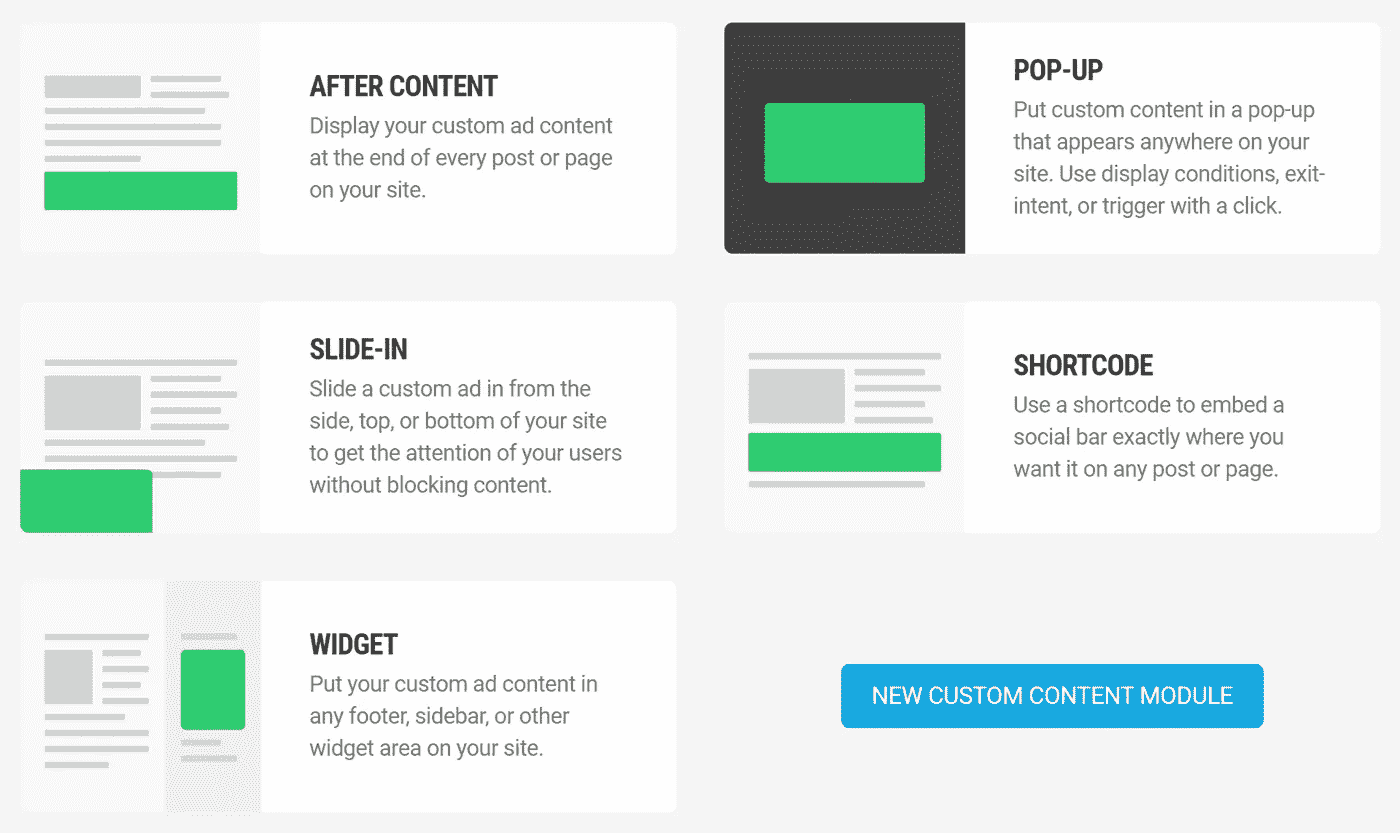 AFTER CONTENT
Display your custom ad content
at the end of every post or page
on your site.
POP-UP
Put custom content in a pop-up
that appears anywhere on your
site. Use display conditions, exit-
intent, or trigger with a click.
SLIDE-IN
Slide a custom ad in from the
side, top, or bottom of your site
to get the attention of your users
without blocking content.
SHORTCODE
Use a shortcode to embed a
social bar exactly where you
want it on any post or page.
WIDGET
Put your custom ad content in
any footer, sidebar, or other
widget area on your site.
NEW CUSTOM CONTENT MODULE